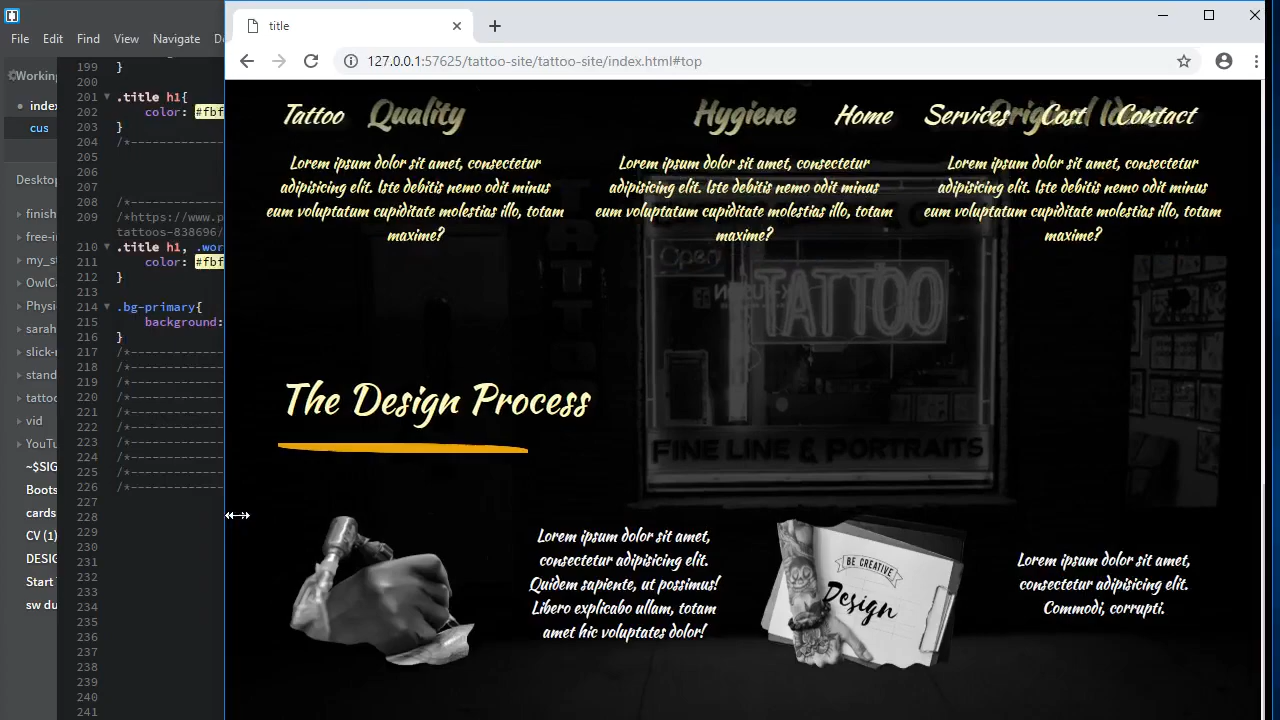 File Edit Find View Navigate
title
127.0.0.1:57625/tattoo-site/tattoo-site/index.html#top
Working
index
cus
Desktop
finish
free-i
my_s
OwlCa
Physi
sarah
slick-
stand
tattoo
vid
YouTu
~$SIG
Boots
cards
CV (1)
DESIG
Start
sw du
199 }
200
201 .title h1{
202 color: #fbf
203 }
204 /*-------------
205
206
207
208 /*-------------
209 /*https://www.p
tattoos-838696/
210 .title h1, .wor
211 color: #fbf
212 }
213
214 .bg-primary{
215 background:
216 }
217 /*-------------
218 /*-------------
219 /*-------------
220 /*-------------
221 /*-------------
222 /*-------------
223 /*-------------
224 /*-------------
225 /*-------------
226 /*-------------
227
228
229
230
231
232
233
234
235
236
237
238
239
240
241
Tattoo Home Services Cost Contact
Quality
Lorem ipsum dolor sit amet, consectetur
adipisicing elit. Iste debitis nemo odit minus
eum voluptatum cupiditate molestias illo, totam
maxime?
Hygiene
Lorem ipsum dolor sit amet, consectetur
adipisicing elit. Iste debitis nemo odit minus
eum voluptatum cupiditate molestias illo, totam
maxime?
Original Ideas
Lorem ipsum dolor sit amet, consectetur
adipisicing elit. Iste debitis nemo odit minus
eum voluptatum cupiditate molestias illo, totam
maxime?
TATTOO
Open
TATTOO
FINE LINE & PORTRAITS
The Design Process
Lorem ipsum dolor sit amet,
consectetur adipisicing elit.
Quidem sapiente, ut possimus!
Libero explicabo ullam, totam
amet hic voluptates dolor!
BE CREATIVE
Design
Lorem ipsum dolor sit amet,
consectetur adipisicing elit.
Commodi, corrupti.